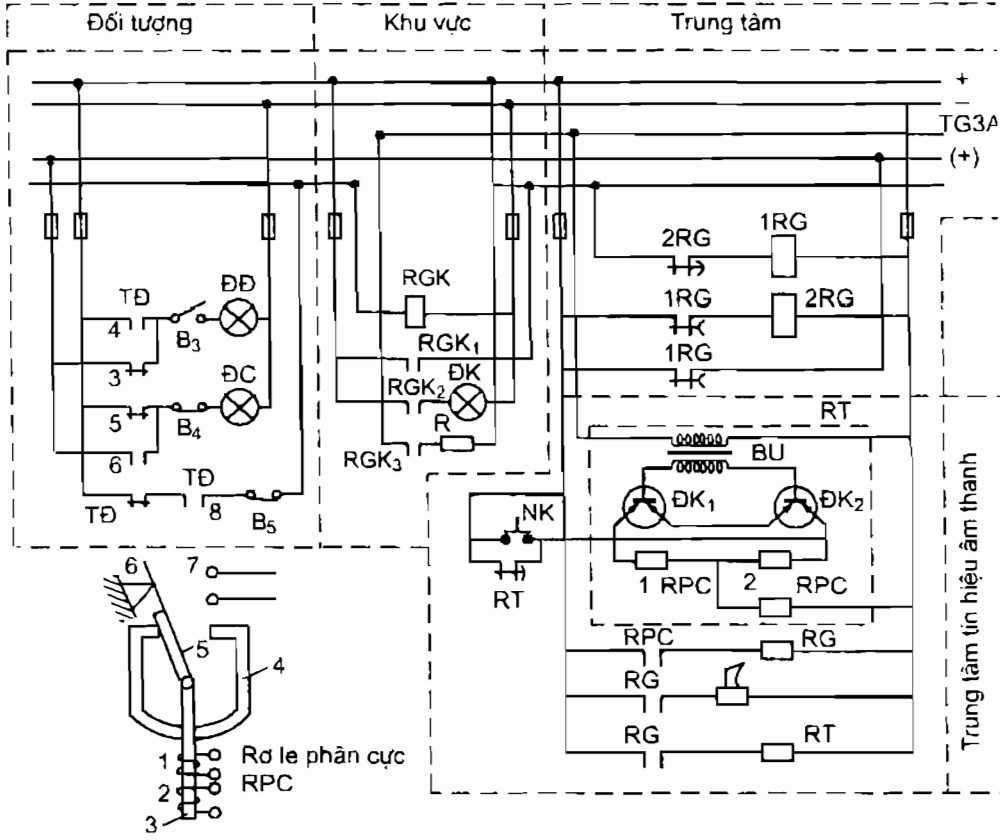 Đối tượng
Khu vực
Trung tâm
+
−
TG3A
(+)
2RG
1RG
RGK
1RG
2RG
TĐ
ĐĐ
4
B3
RGK1
1RG
3
ĐC
RGK2
ĐK
5
B4
R
RT
6
RGK3
BU
TĐ
ĐK1
ĐK2
TĐ
8
B5
NK
1 RPC
2
RPC
RT
6
7
RPC
RG
5
4
RG
1
Rơ le phân cực
2
RPC
3
RG
RT
Trung tâm tín hiệu âm thanh